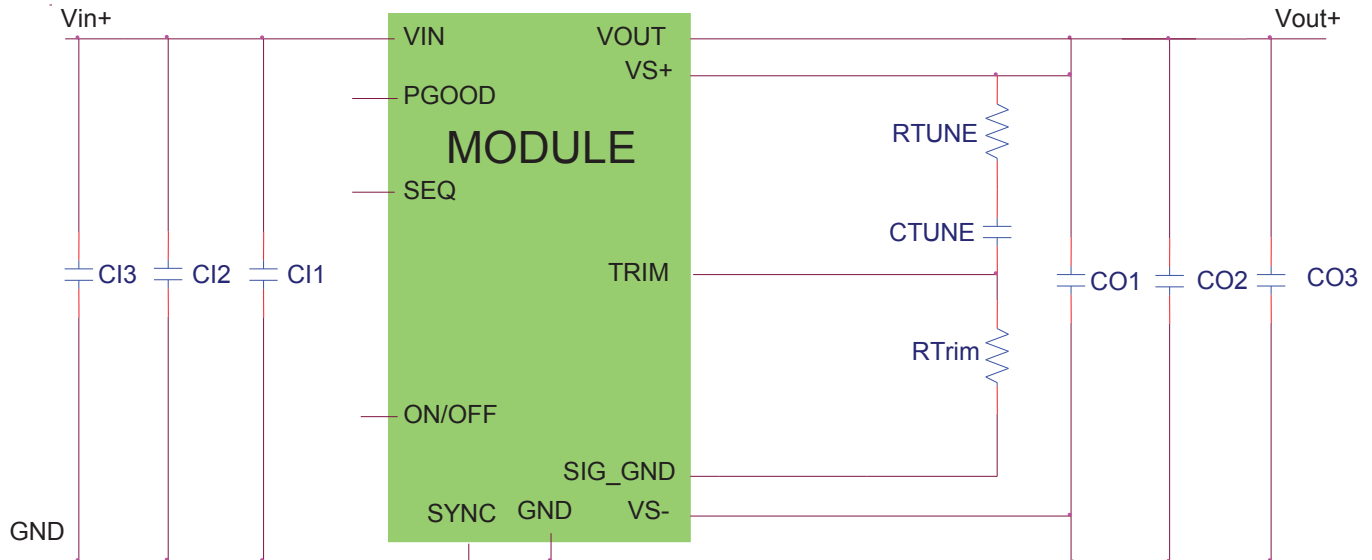 Vin+
Vout+
VIN
VOUT
VS+
PGOOD
MODULE
RTUNE
SEQ
CTUNE
CI3
CI2
CI1
TRIM
CO1
CO2
CO3
RTrim
ON/OFF
SIG_GND
SYNC
GND
VS-
GND